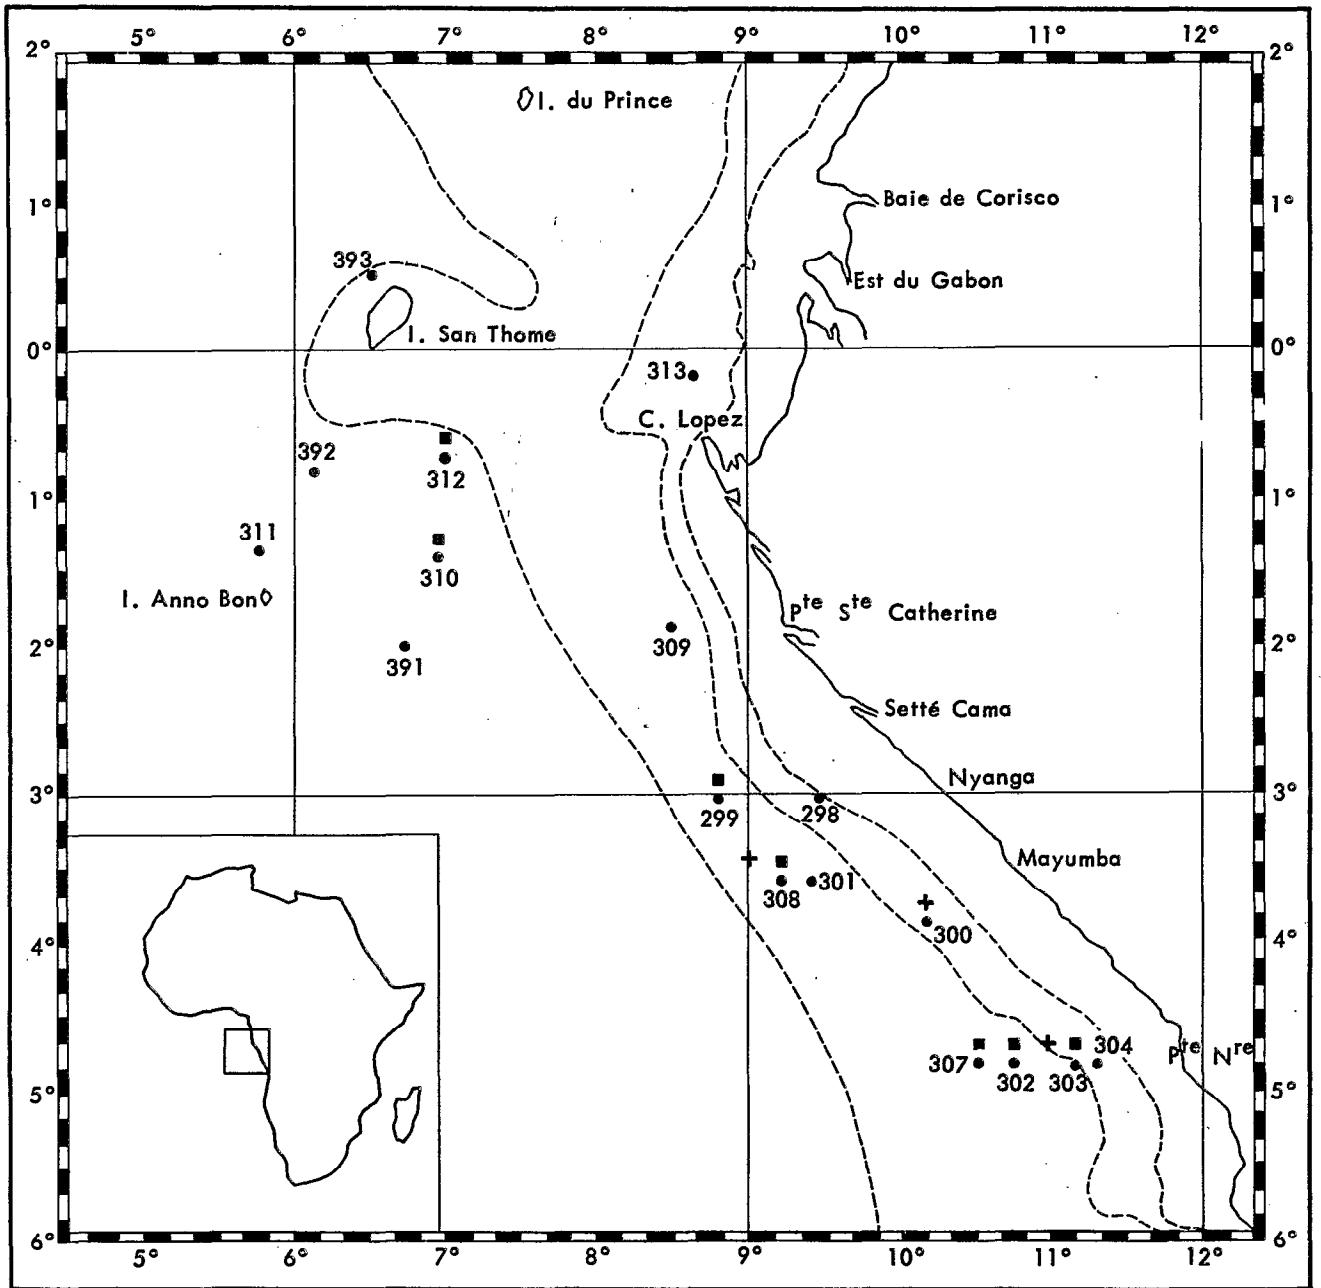 5° 6° 7° 8° 9° 10° 11° 12°
2° 2°
I. du Prince
1° Baie de Corisco 1°
393
Est du Gabon
I. San Thome
0° 0°
313
C. Lopez
392
312
1° 1°
311
310
I. Anno Bon
Pte Ste Catherine
2° 309 2°
391
Setté Cama
Nyanga
3° 3°
299 298
Mayumba
308 301
300
4° 4°
304
Pte Nre
307 302 303
5° 5°
6° 6°
5° 6° 7° 8° 9° 10° 11° 12°